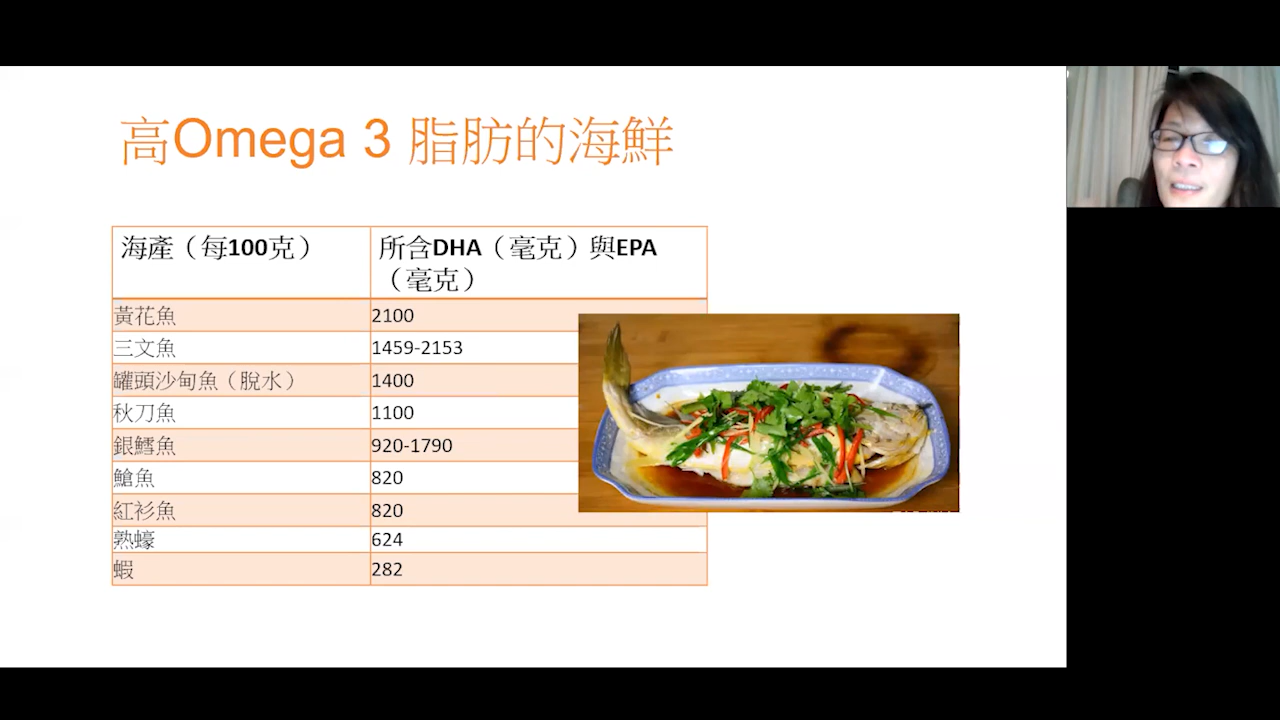 高Omega 3 脂肪的海鮮
海產（每100克） 所含DHA（毫克）與EPA
（毫克）
黃花魚 2100
三文魚 1459-2153
罐頭沙甸魚（脫水） 1400
秋刀魚 1100
銀鱈魚 920-1790
鮐魚 820
紅衫魚 820
熟蠔 624
蝦 282